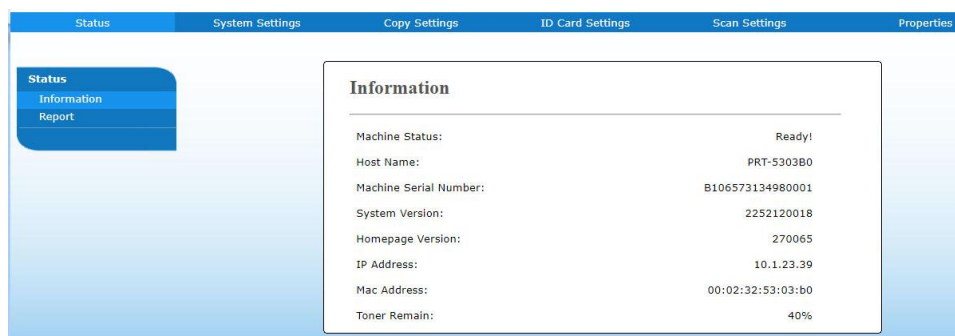 Status System Settings Copy Settings ID Card Settings Scan Settings Properties
Status
Information
Report
Information
Machine Status: Ready!
Host Name: PRT-5303B0
Machine Serial Number: B106573134980001
System Version: 2252120018
Homepage Version: 270065
IP Address: 10.1.23.39
Mac Address: 00:02:32:53:03:b0
Toner Remain: 40%